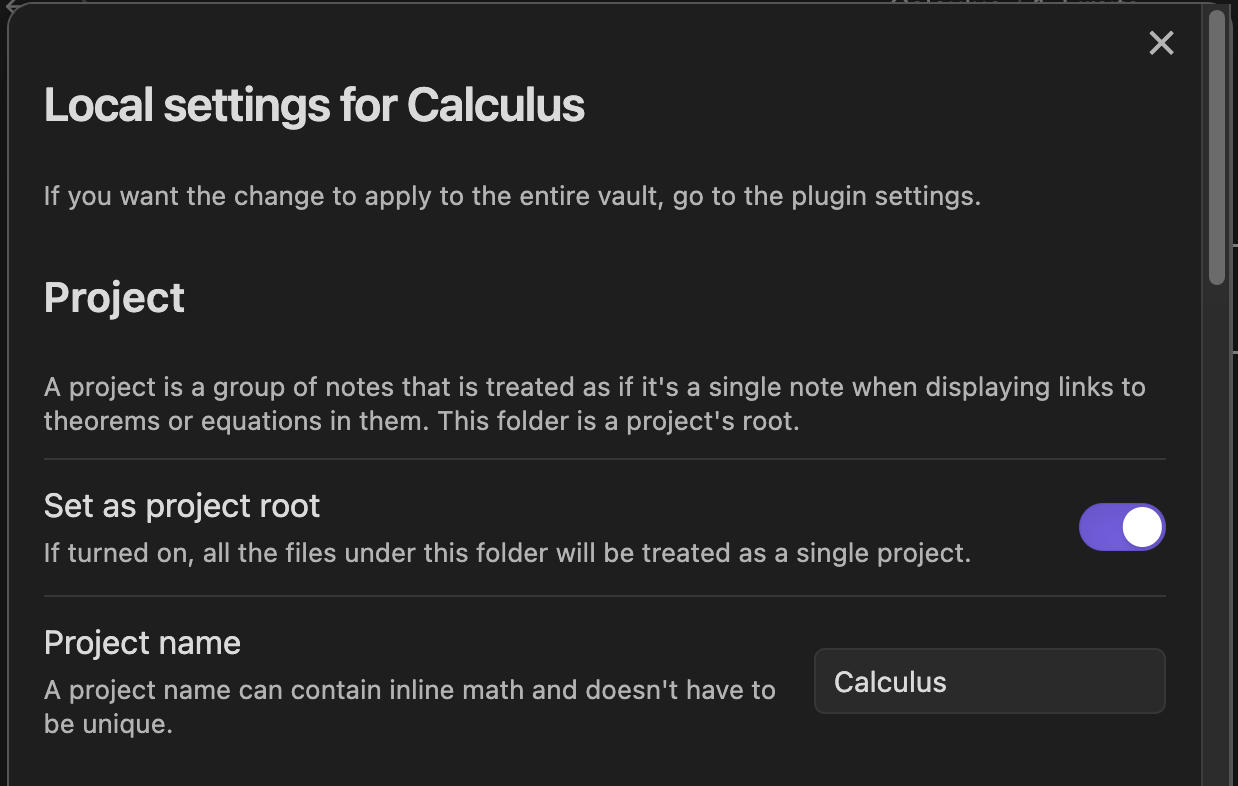 Local settings for Calculus
If you want the change to apply to the entire vault, go to the plugin settings.
Project
A project is a group of notes that is treated as if it's a single note when displaying links to
theorems or equations in them. This folder is a project's root.
Set as project root
If turned on, all the files under this folder will be treated as a single project.
Project name
A project name can contain inline math and doesn't have to
be unique.
Calculus